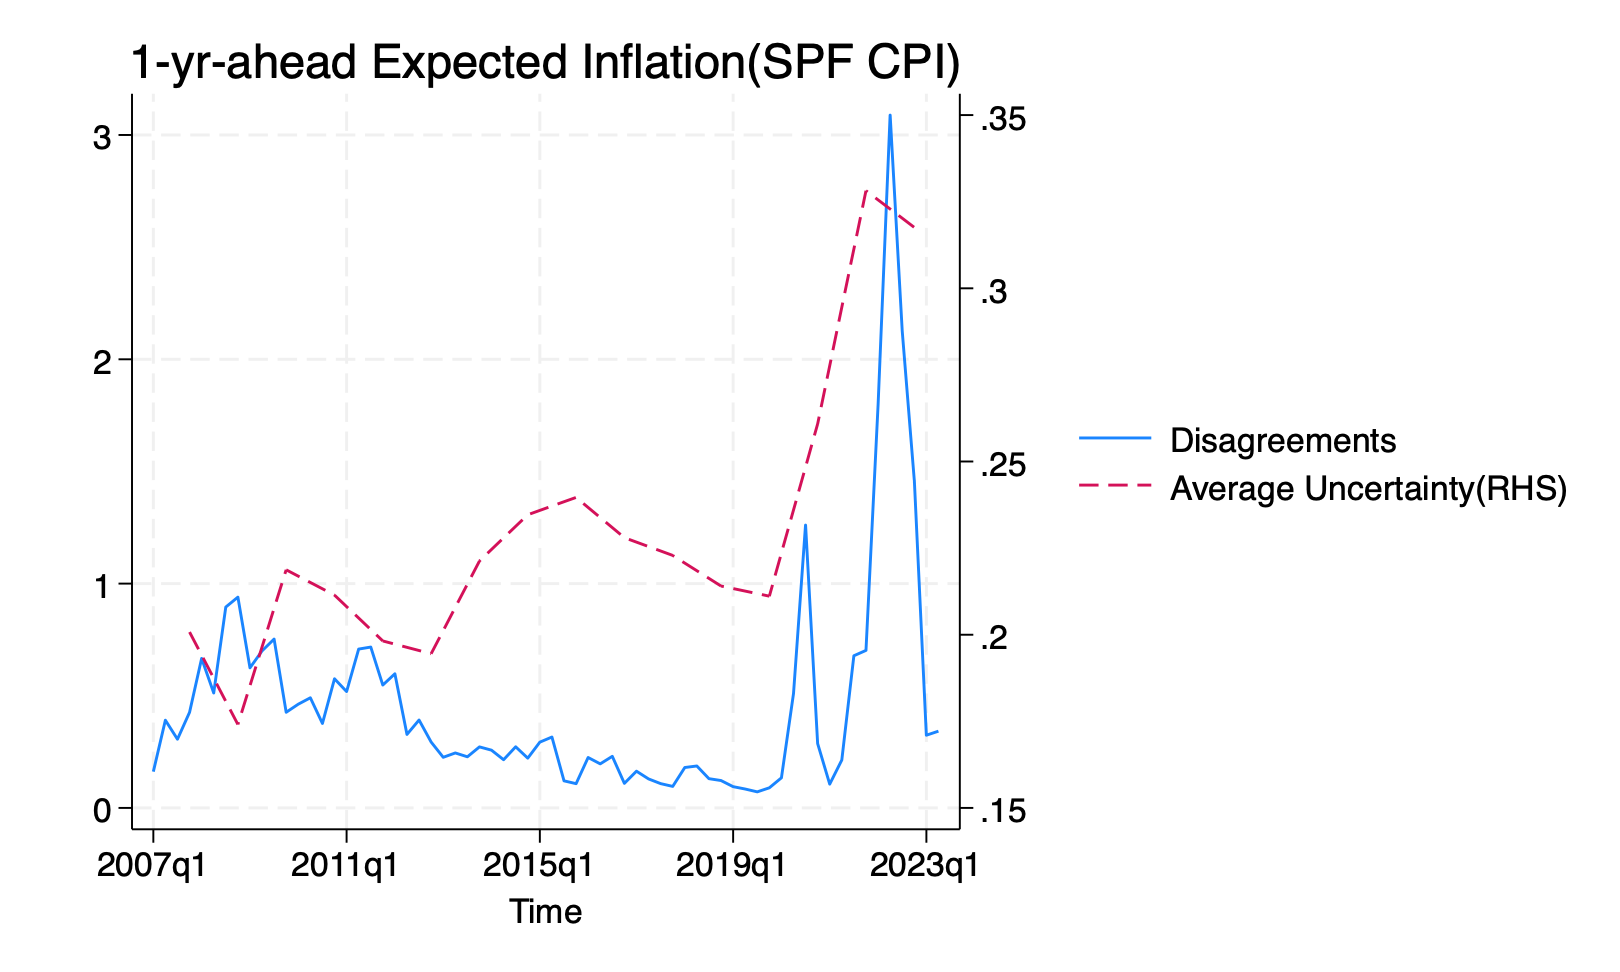 1-yr-ahead Expected Inflation(SPF CPI)
3
2
1
0
.35
.3
.25
.2
.15
2007q1 2011q1 2015q1 2019q1 2023q1
Time
Disagreements
Average Uncertainty(RHS)